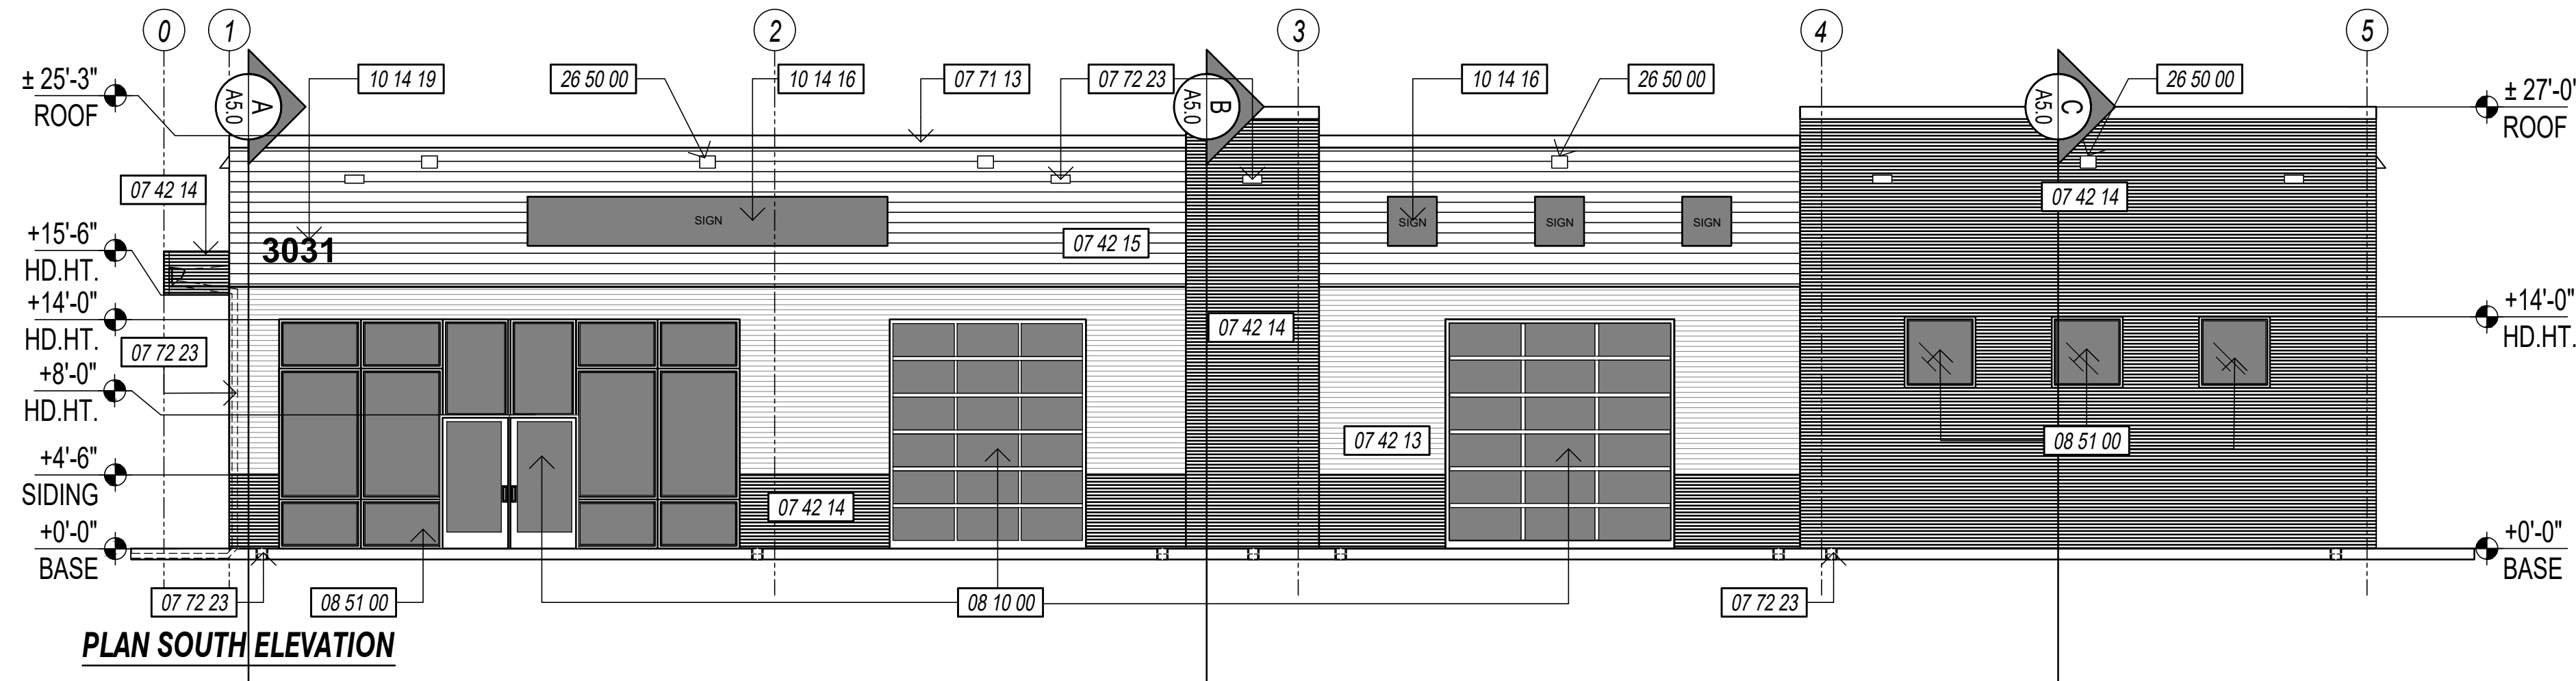 0 1 2 3 4 5
± 25'-3"
ROOF
A
A5.0
10 14 19
26 50 00
10 14 16
07 71 13
07 72 23
B
A5.0
10 14 16
26 50 00
C
A5.0
26 50 00
± 27'-0"
ROOF
07 42 14
SIGN
SIGN
SIGN
SIGN
07 42 14
+15'-6"
HD.HT.
3031
07 42 15
+14'-0"
HD.HT.
07 42 14
+14'-0"
HD.HT.
07 72 23
+8'-0"
HD.HT.
07 42 13
08 51 00
+4'-6"
SIDING
07 42 14
+0'-0"
BASE
+0'-0"
BASE
07 72 23
08 51 00
08 10 00
07 72 23
PLAN SOUTH ELEVATION